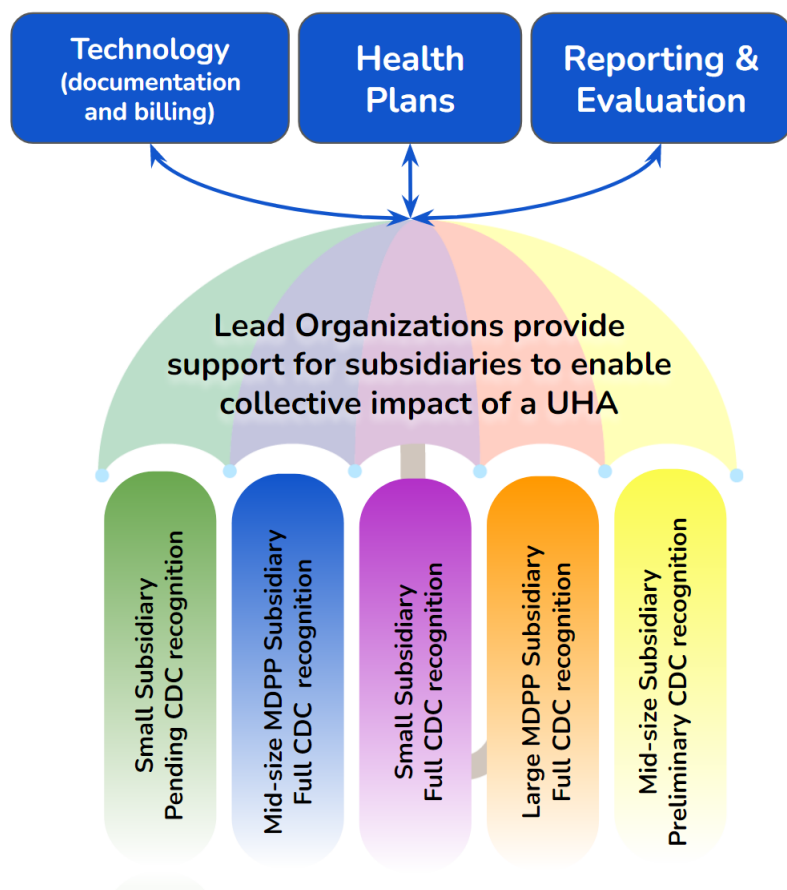 Technology
(documentation
and billing)
Health
Plans
Reporting &
Evaluation
Lead Organizations provide
support for subsidiaries to enable
collective impact of a UHA
Small Subsidiary
Pending CDC recognition
Mid-size MDPP Subsidiary
Full CDC recognition
Small Subsidiary
Full CDC recognition
Large MDPP Subsidiary
Full CDC recognition
Mid-size Subsidiary
Preliminary CDC recognition